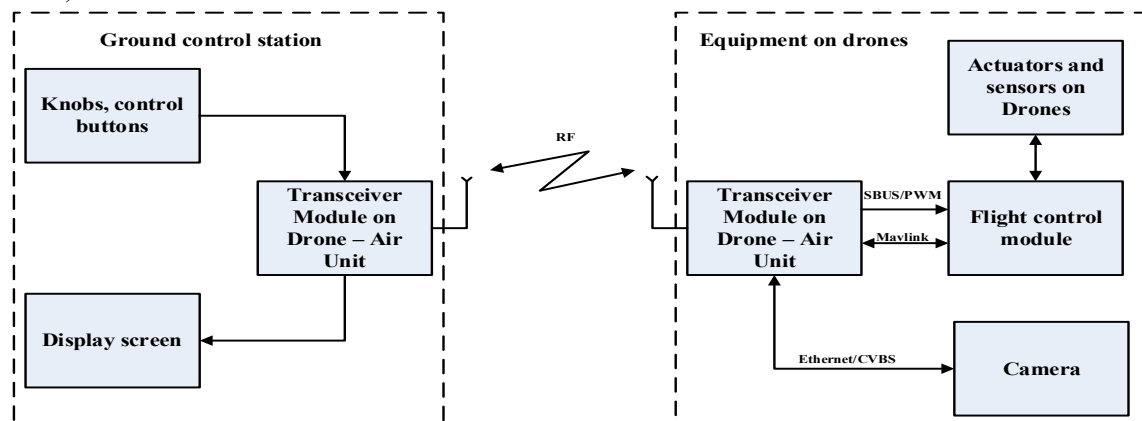 Ground control station
Knobs, control
buttons
Transceiver
Module on
Drone – Air
Unit
Display screen
RF
Equipment on drones
Actuators and
sensors on
Drones
Transceiver
Module on
Drone – Air
Unit
SBUS/PWM
Mavlink
Flight control
module
Ethernet/CVBS
Camera